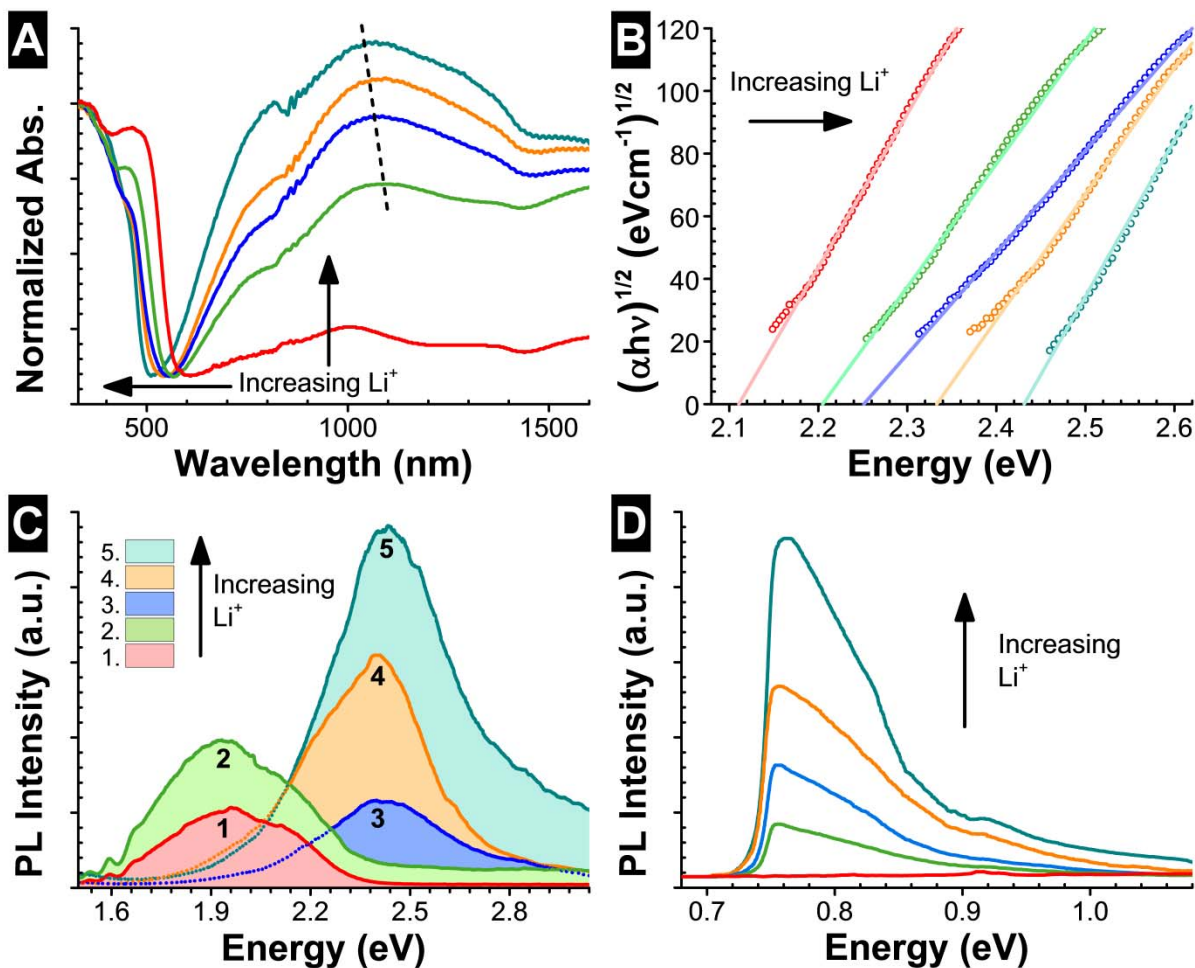 A
Normalized Abs.
Increasing Li⁺
500
1000
1500
Wavelength (nm)
B
(αhν)^1/2 (eVcm⁻¹)^1/2
120
100
80
60
40
20
0
Increasing Li⁺
2.1
2.2
2.3
2.4
2.5
2.6
Energy (eV)
C
PL Intensity (a.u.)
5.
4.
3.
2.
1.
Increasing
Li⁺
5
4
2
3
1
1.6
1.9
2.2
2.5
2.8
Energy (eV)
D
PL Intensity (a.u.)
Increasing
Li⁺
0.7
0.8
0.9
1.0
Energy (eV)